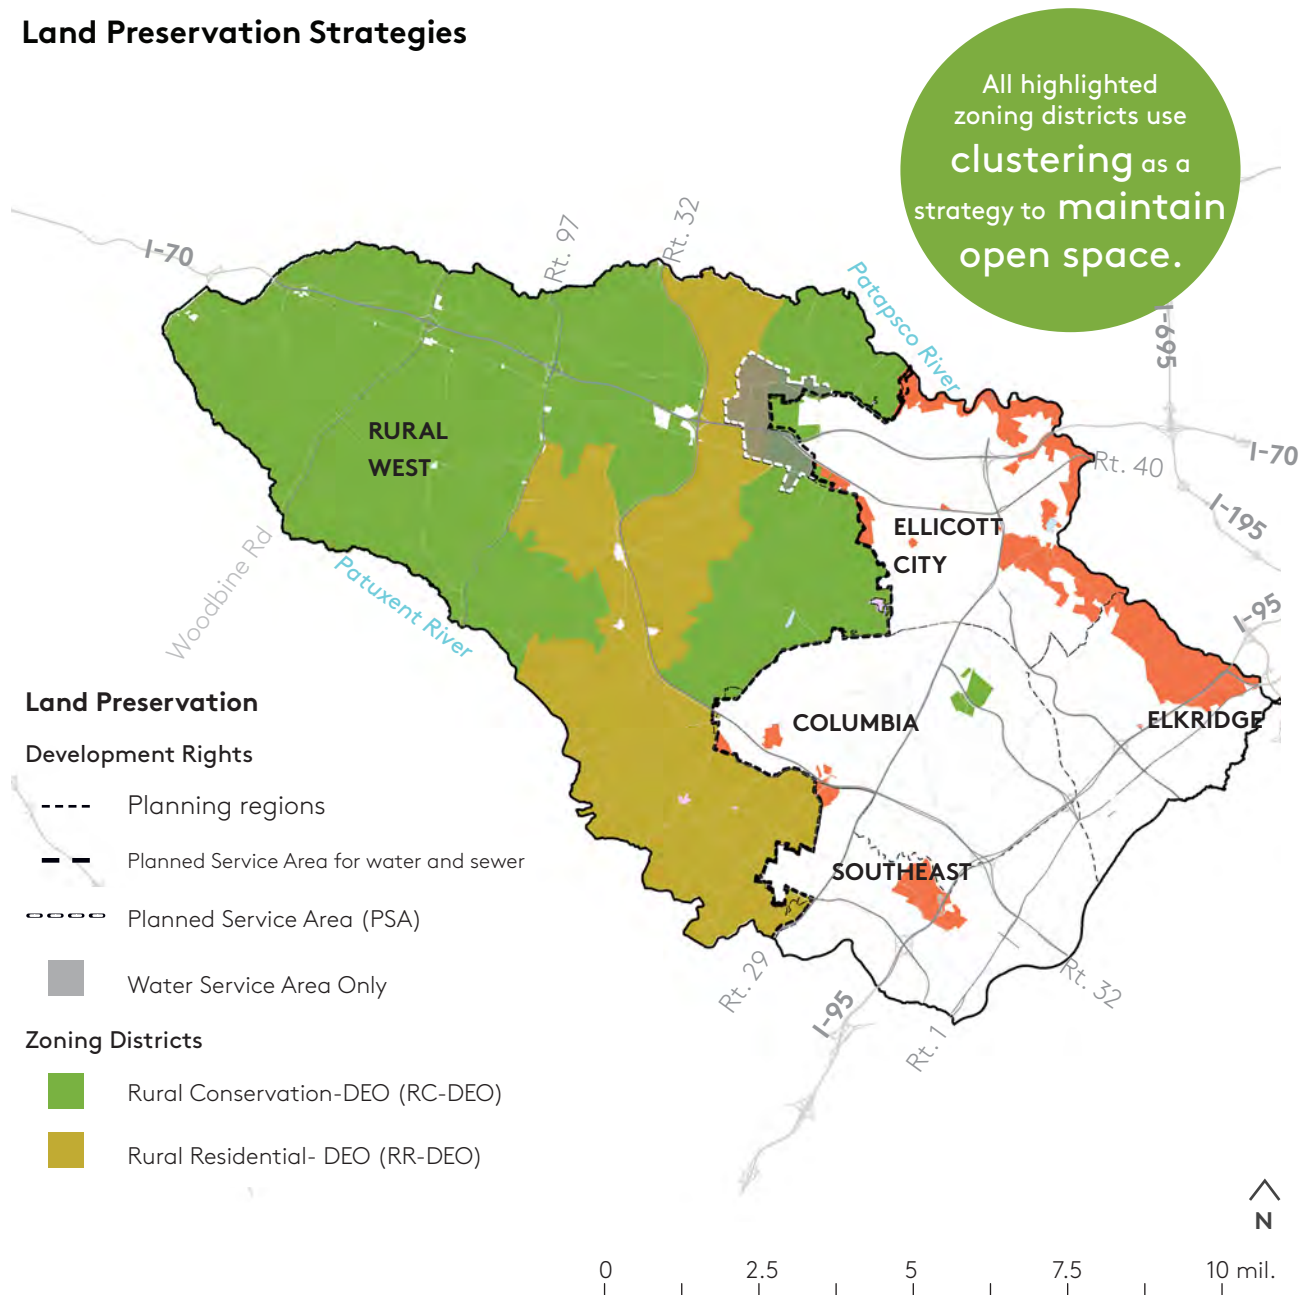 Land Preservation Strategies
All highlighted
zoning districts use
clustering as a
strategy to maintain
open space.
I-70
Rt. 97
Rt. 32
Patapsco River
I-695
I-70
Rt. 40
I-195
RURAL
WEST
ELLICOTT
CITY
Woodbine Rd
Patuxent River
I-95
COLUMBIA
ELKRIDGE
SOUTHEAST
Rt. 29
I-95
Rt. 1
Rt. 32
Land Preservation
Development Rights
Planning regions
Planned Service Area for water and sewer
Planned Service Area (PSA)
Water Service Area Only
Zoning Districts
Rural Conservation-DEO (RC-DEO)
Rural Residential- DEO (RR-DEO)
N
0 2.5 5 7.5 10 mil.